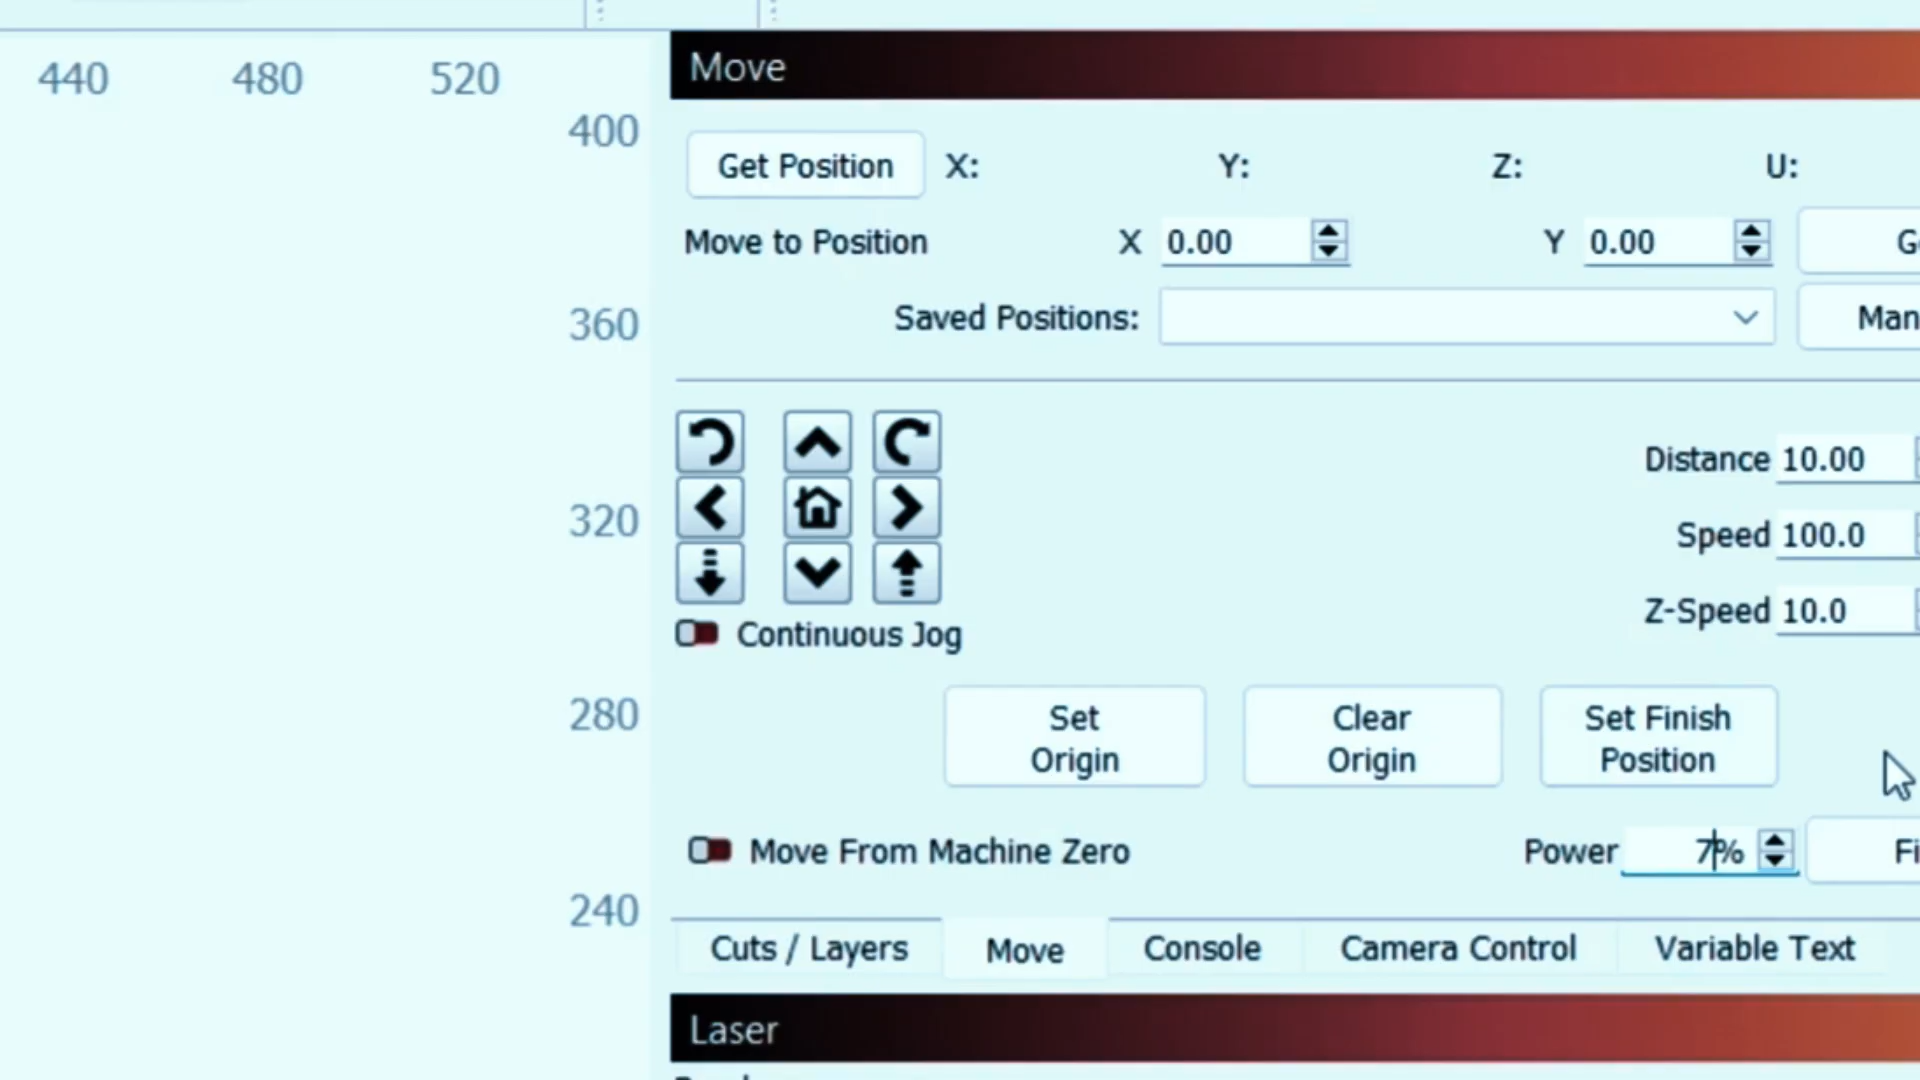 440 480 520
Move
400
Get Position X: Y: Z: U:
Move to Position X 0.00 Y 0.00
360
Saved Positions:
320
Distance 10.00
Speed 100.0
Z-Speed 10.0
Continuous Jog
280
Set Origin
Clear Origin
Set Finish Position
Move From Machine Zero Power 7%
240
Cuts / Layers Move Console Camera Control Variable Text
Laser